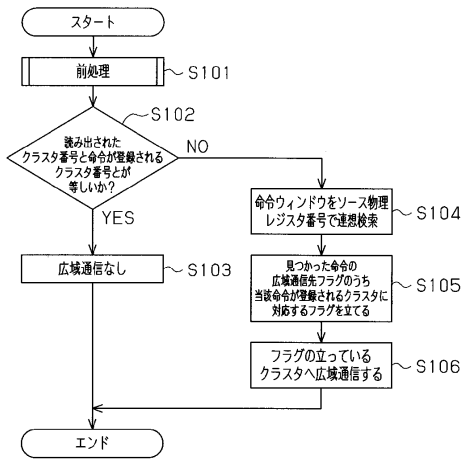 スタート
前処理
S101
S102
読み出された
クラスタ番号と命令が登録される
クラスタ番号とが
等しいか?
NO
YES
命令ウィンドウをソース物理
レジスタ番号で連想検索
S104
広域通信なし
S103
見つかった命令の
広域通信先フラグのうち
当該命令が登録されるクラスタに
対応するフラグを立てる
S105
フラグの立っている
クラスタへ広域通信する
S106
エンド